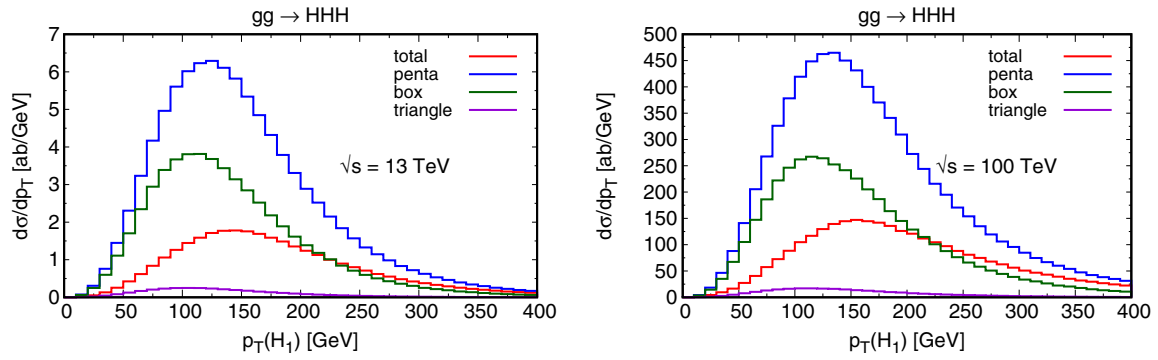 gg → HHH
dσ/dp_T [ab/GeV]
7
6
5
4
3
2
1
0
total
penta
box
triangle
√s = 13 TeV
0 50 100 150 200 250 300 350 400
p_T(H_1) [GeV]
gg → HHH
dσ/dp_T [ab/GeV]
500
450
400
350
300
250
200
150
100
50
0
total
penta
box
triangle
√s = 100 TeV
0 50 100 150 200 250 300 350 400
p_T(H_1) [GeV]